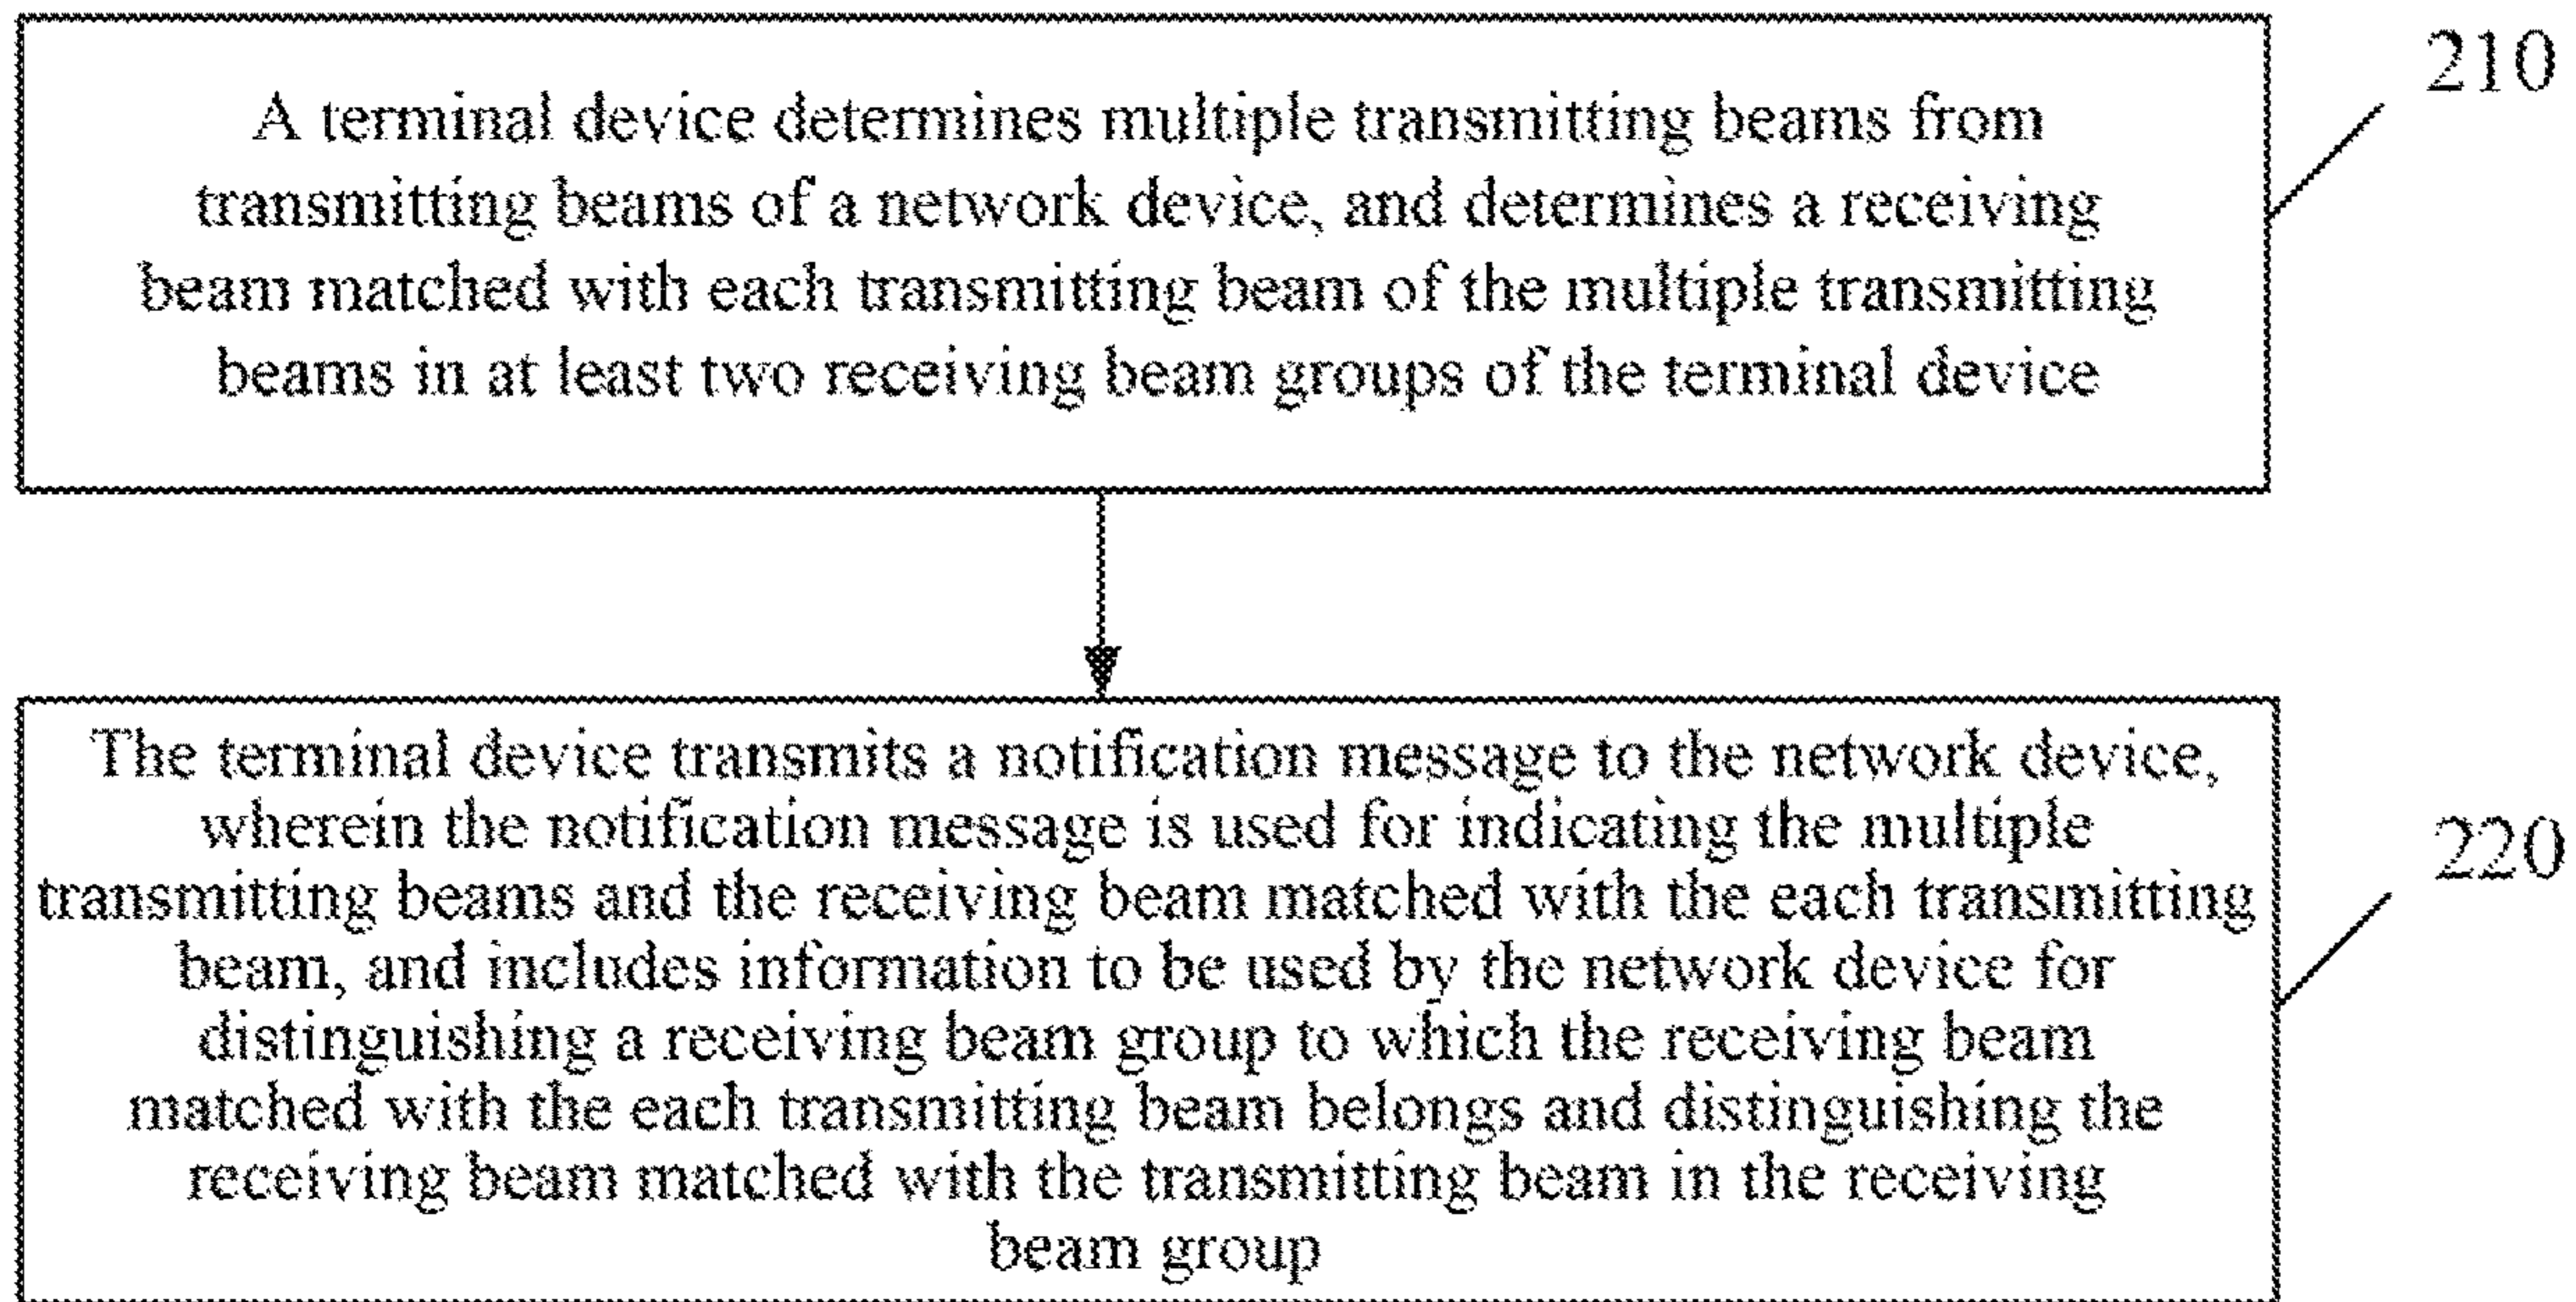 210
A terminal device determines multiple transmitting beams from
transmitting beams of a network device, and determines a receiving
beam matched with each transmitting beam of the multiple transmitting
beams in at least two receiving beam groups of the terminal device
The terminal device transmits a notification message to the network device,
wherein the notification message is used for indicating the multiple
transmitting beams and the receiving beam matched with the each transmitting
beam, and includes information to be used by the network device for
distinguishing a receiving beam group to which the receiving beam
matched with the each transmitting beam belongs and distinguishing the
receiving beam matched with the transmitting beam in the receiving
beam group
220